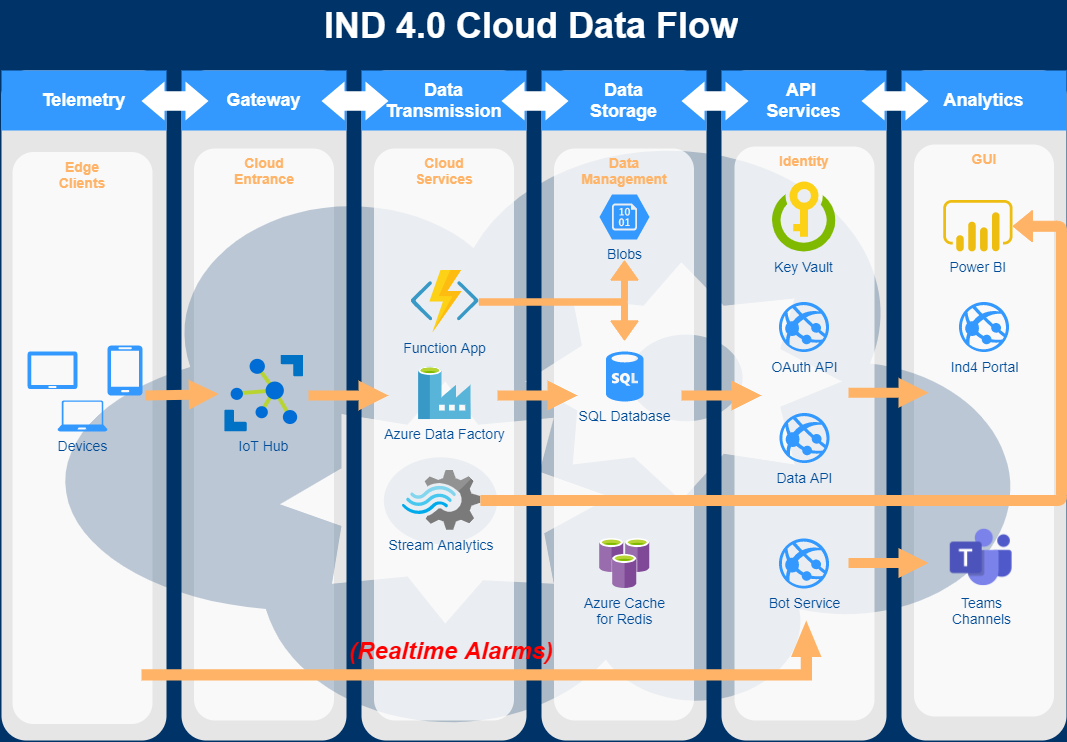 IND 4.0 Cloud Data Flow
Telemetry
Gateway
Data
Transmission
Data
Storage
API
Services
Analytics
Edge
Clients
Devices
Cloud
Entrance
IoT Hub
Cloud
Services
Function App
Azure Data Factory
Stream Analytics
Data
Management
10
01
Blobs
SQL
SQL Database
Azure Cache
for Redis
Identity
Key Vault
OAuth API
Data API
Bot Service
GUI
Power BI
Ind4 Portal
T
Teams
Channels
(Realtime Alarms)